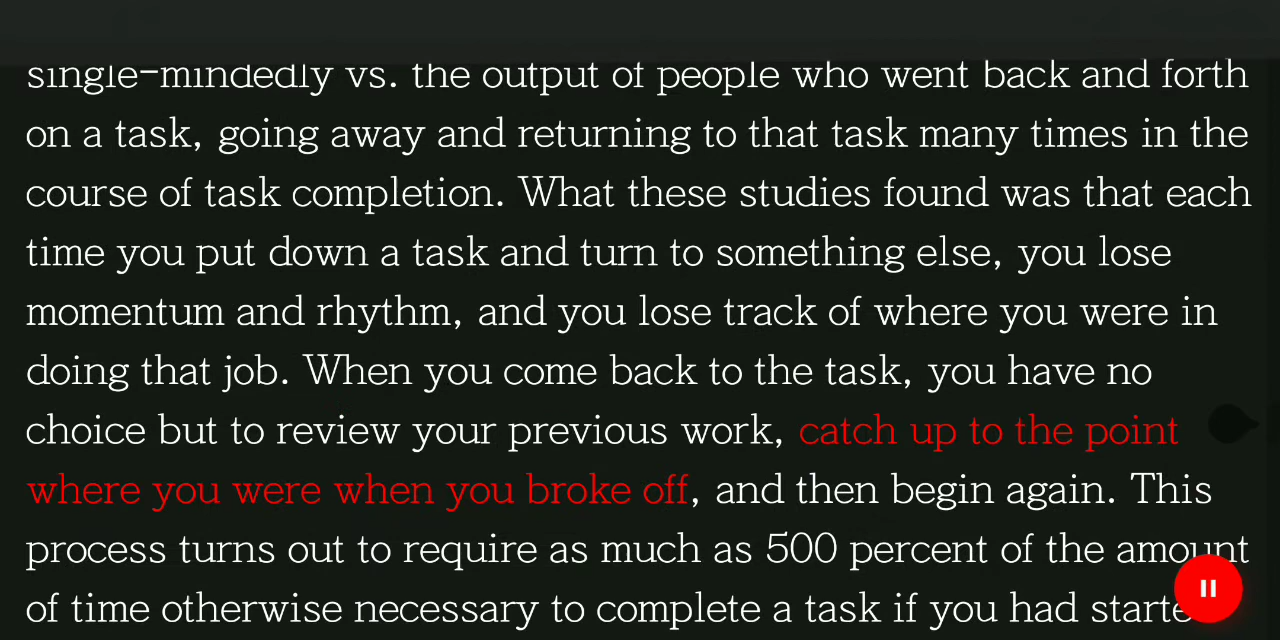 single-mindedly vs. the output of people who went back and forth
on a task, going away and returning to that task many times in the
course of task completion. What these studies found was that each
time you put down a task and turn to something else, you lose
momentum and rhythm, and you lose track of where you were in
doing that job. When you come back to the task, you have no
choice but to review your previous work, catch up to the point
where you were when you broke off, and then begin again. This
process turns out to require as much as 500 percent of the amount
of time otherwise necessary to complete a task if you had